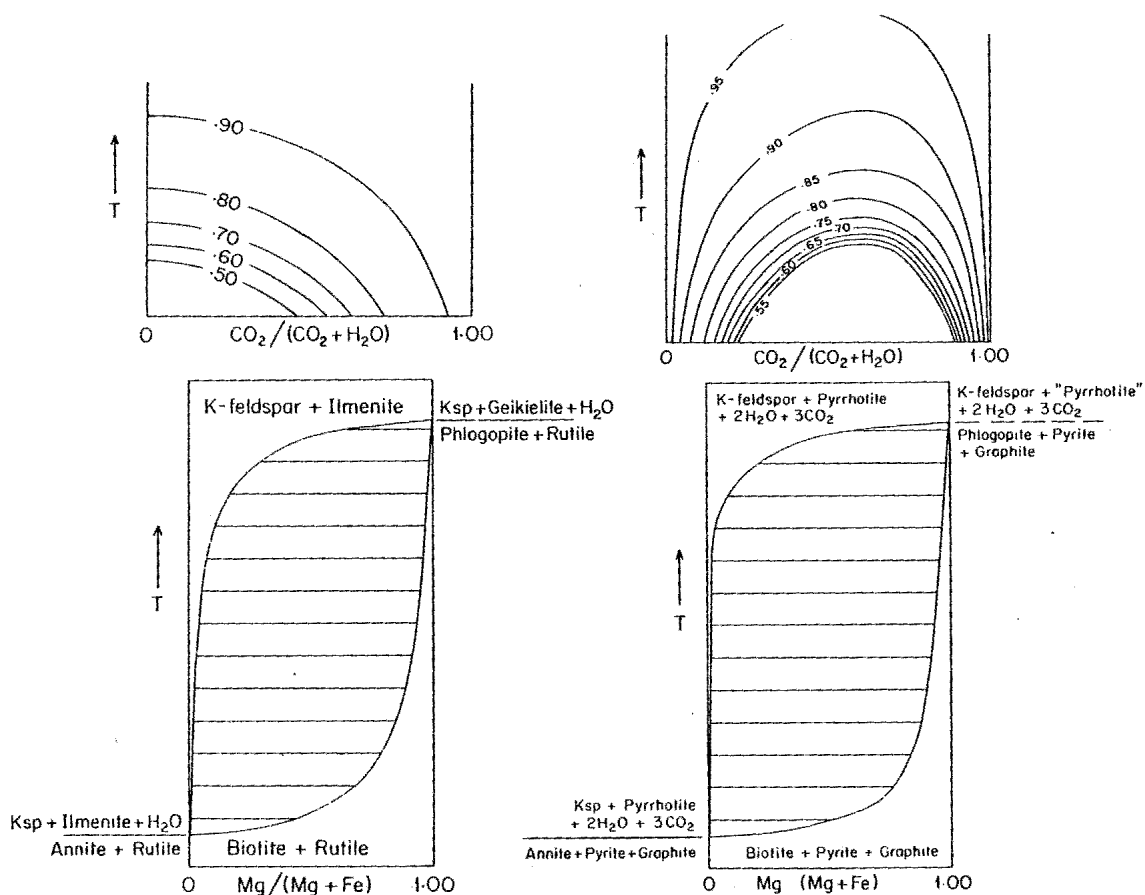 .90
.80
.70
.60
.50
T
0
CO₂/(CO₂+H₂O)
1·00
.95
.90
.85
.80
.75
.70
.65
.60
.55
T
0
CO₂/(CO₂+H₂O)
1·00
K-feldspar + Ilmenite
Ksp+Geikielite+H₂O
Phlogopite+Rutile
T
Ksp+Ilmenite+H₂O
Annite + Rutile
Biotite + Rutile
0
Mg/(Mg+Fe)
1·00
K-feldspar + Pyrrhotite
+ 2H₂O + 3CO₂
K-feldspar + "Pyrrhotite"
+ 2H₂O + 3CO₂
Phlogopite + Pyrite
+ Graphite
T
Ksp + Pyrrhotite
+ 2H₂O + 3CO₂
Annite+Pyrite+Graphite
Biotite + Pyrite + Graphite
0
Mg (Mg+Fe)
1·00